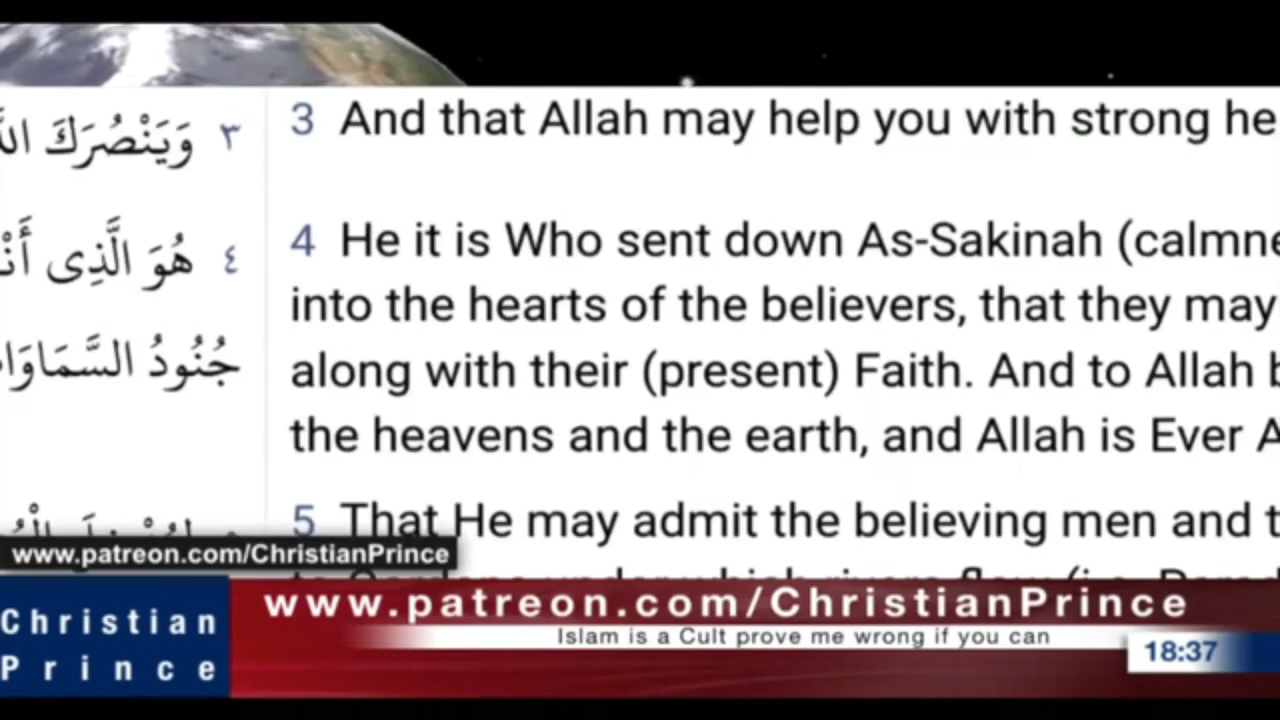 3 And that Allah may help you with strong he
٣ وَيَنْصُرَكَ
4 He it is Who sent down As-Sakinah (calmne
٤ هُوَ الَّذِى
into the hearts of the believers, that they may
along with their (present) Faith. And to Allah b
جُنُودُ السَّمَاوَا
the heavens and the earth, and Allah is Ever A
5 That He may admit the believing men and t
www.patreon.com/ChristianPrince
Christian
Prince
www.patreon.com/ChristianPrince
Islam is a Cult prove me wrong if you can
18:37